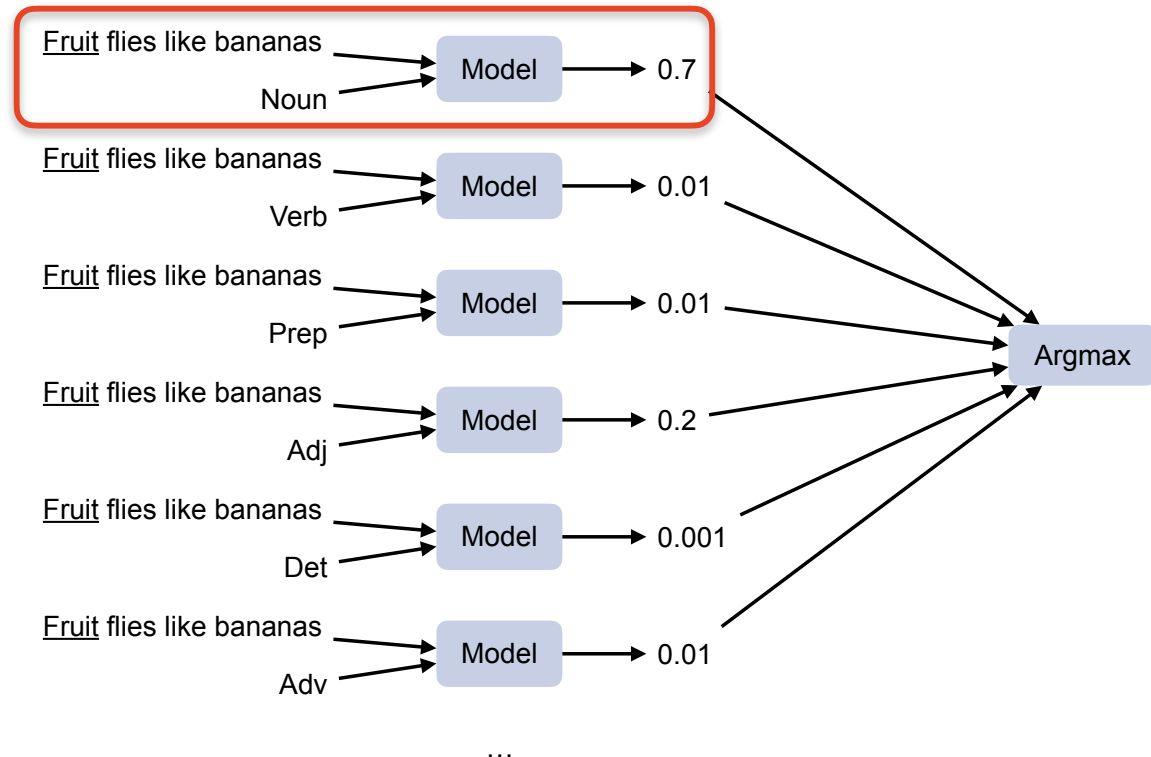 Fruit flies like bananas
Noun
Model
0.7
Fruit flies like bananas
Verb
Model
0.01
Fruit flies like bananas
Prep
Model
0.01
Argmax
Fruit flies like bananas
Adj
Model
0.2
Fruit flies like bananas
Det
Model
0.001
Fruit flies like bananas
Adv
Model
0.01
...